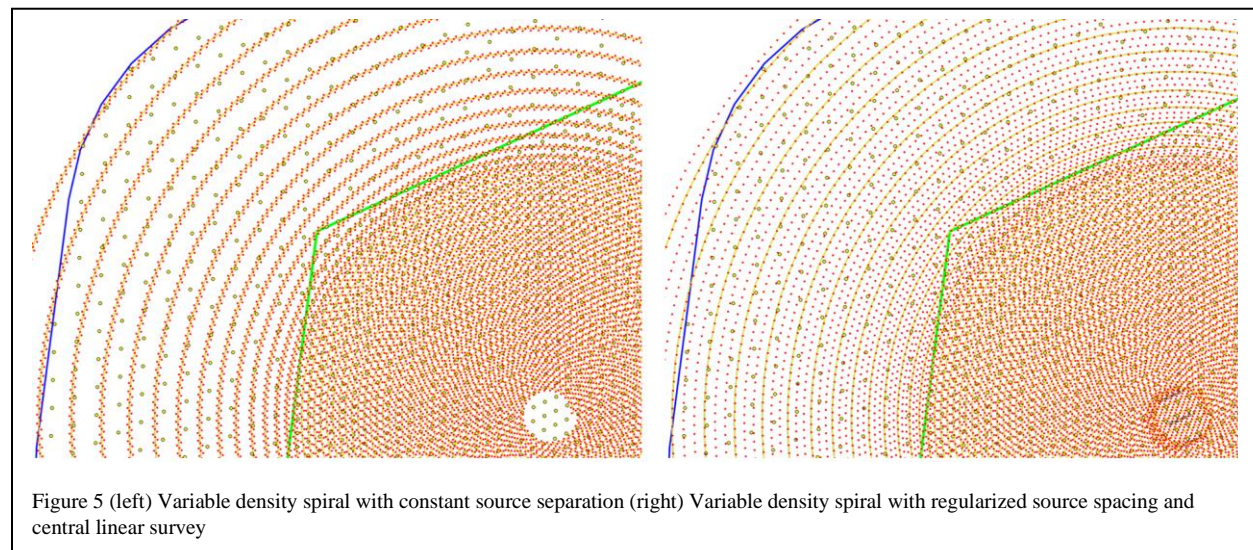 Figure 5 (left) Variable density spiral with constant source separation (right) Variable density spiral with regularized source spacing and
central linear survey